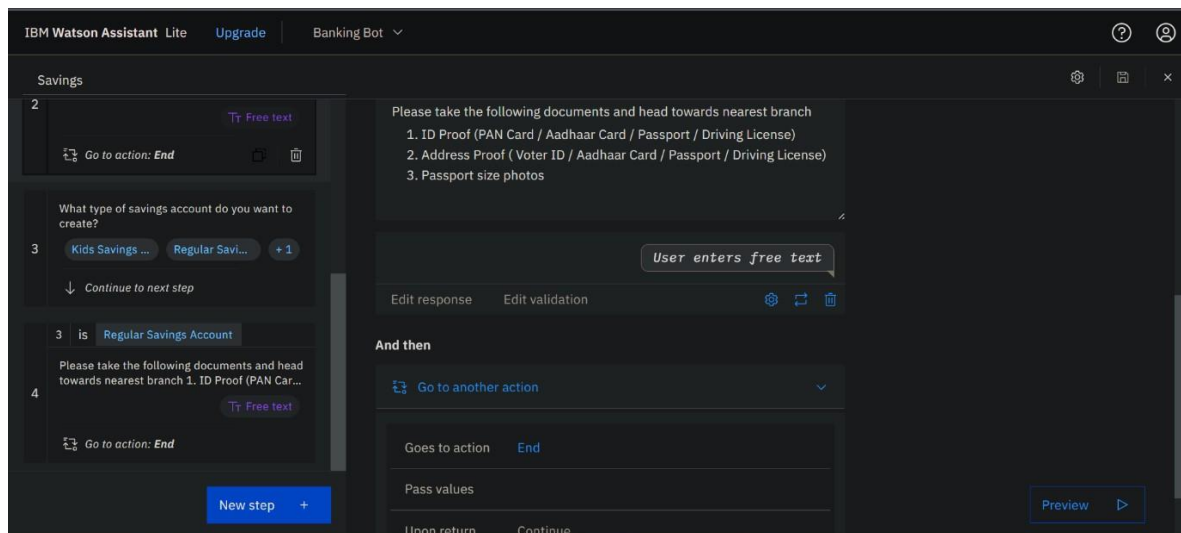 IBM Watson Assistant Lite Upgrade Banking Bot
Savings
2
Tт Free text
Go to action: End
What type of savings account do you want to
create?
3
Kids Savings ... Regular Savi... + 1
Continue to next step
3 is Regular Savings Account
Please take the following documents and head
towards nearest branch 1. ID Proof (PAN Car...
4
Tт Free text
Go to action: End
New step +
Please take the following documents and head towards nearest branch
1. ID Proof (PAN Card / Aadhaar Card / Passport / Driving License)
2. Address Proof ( Voter ID / Aadhaar Card / Passport / Driving License)
3. Passport size photos
User enters free text
Edit response Edit validation
And then
Go to another action
Goes to action End
Pass values
Upon return Continue
Preview